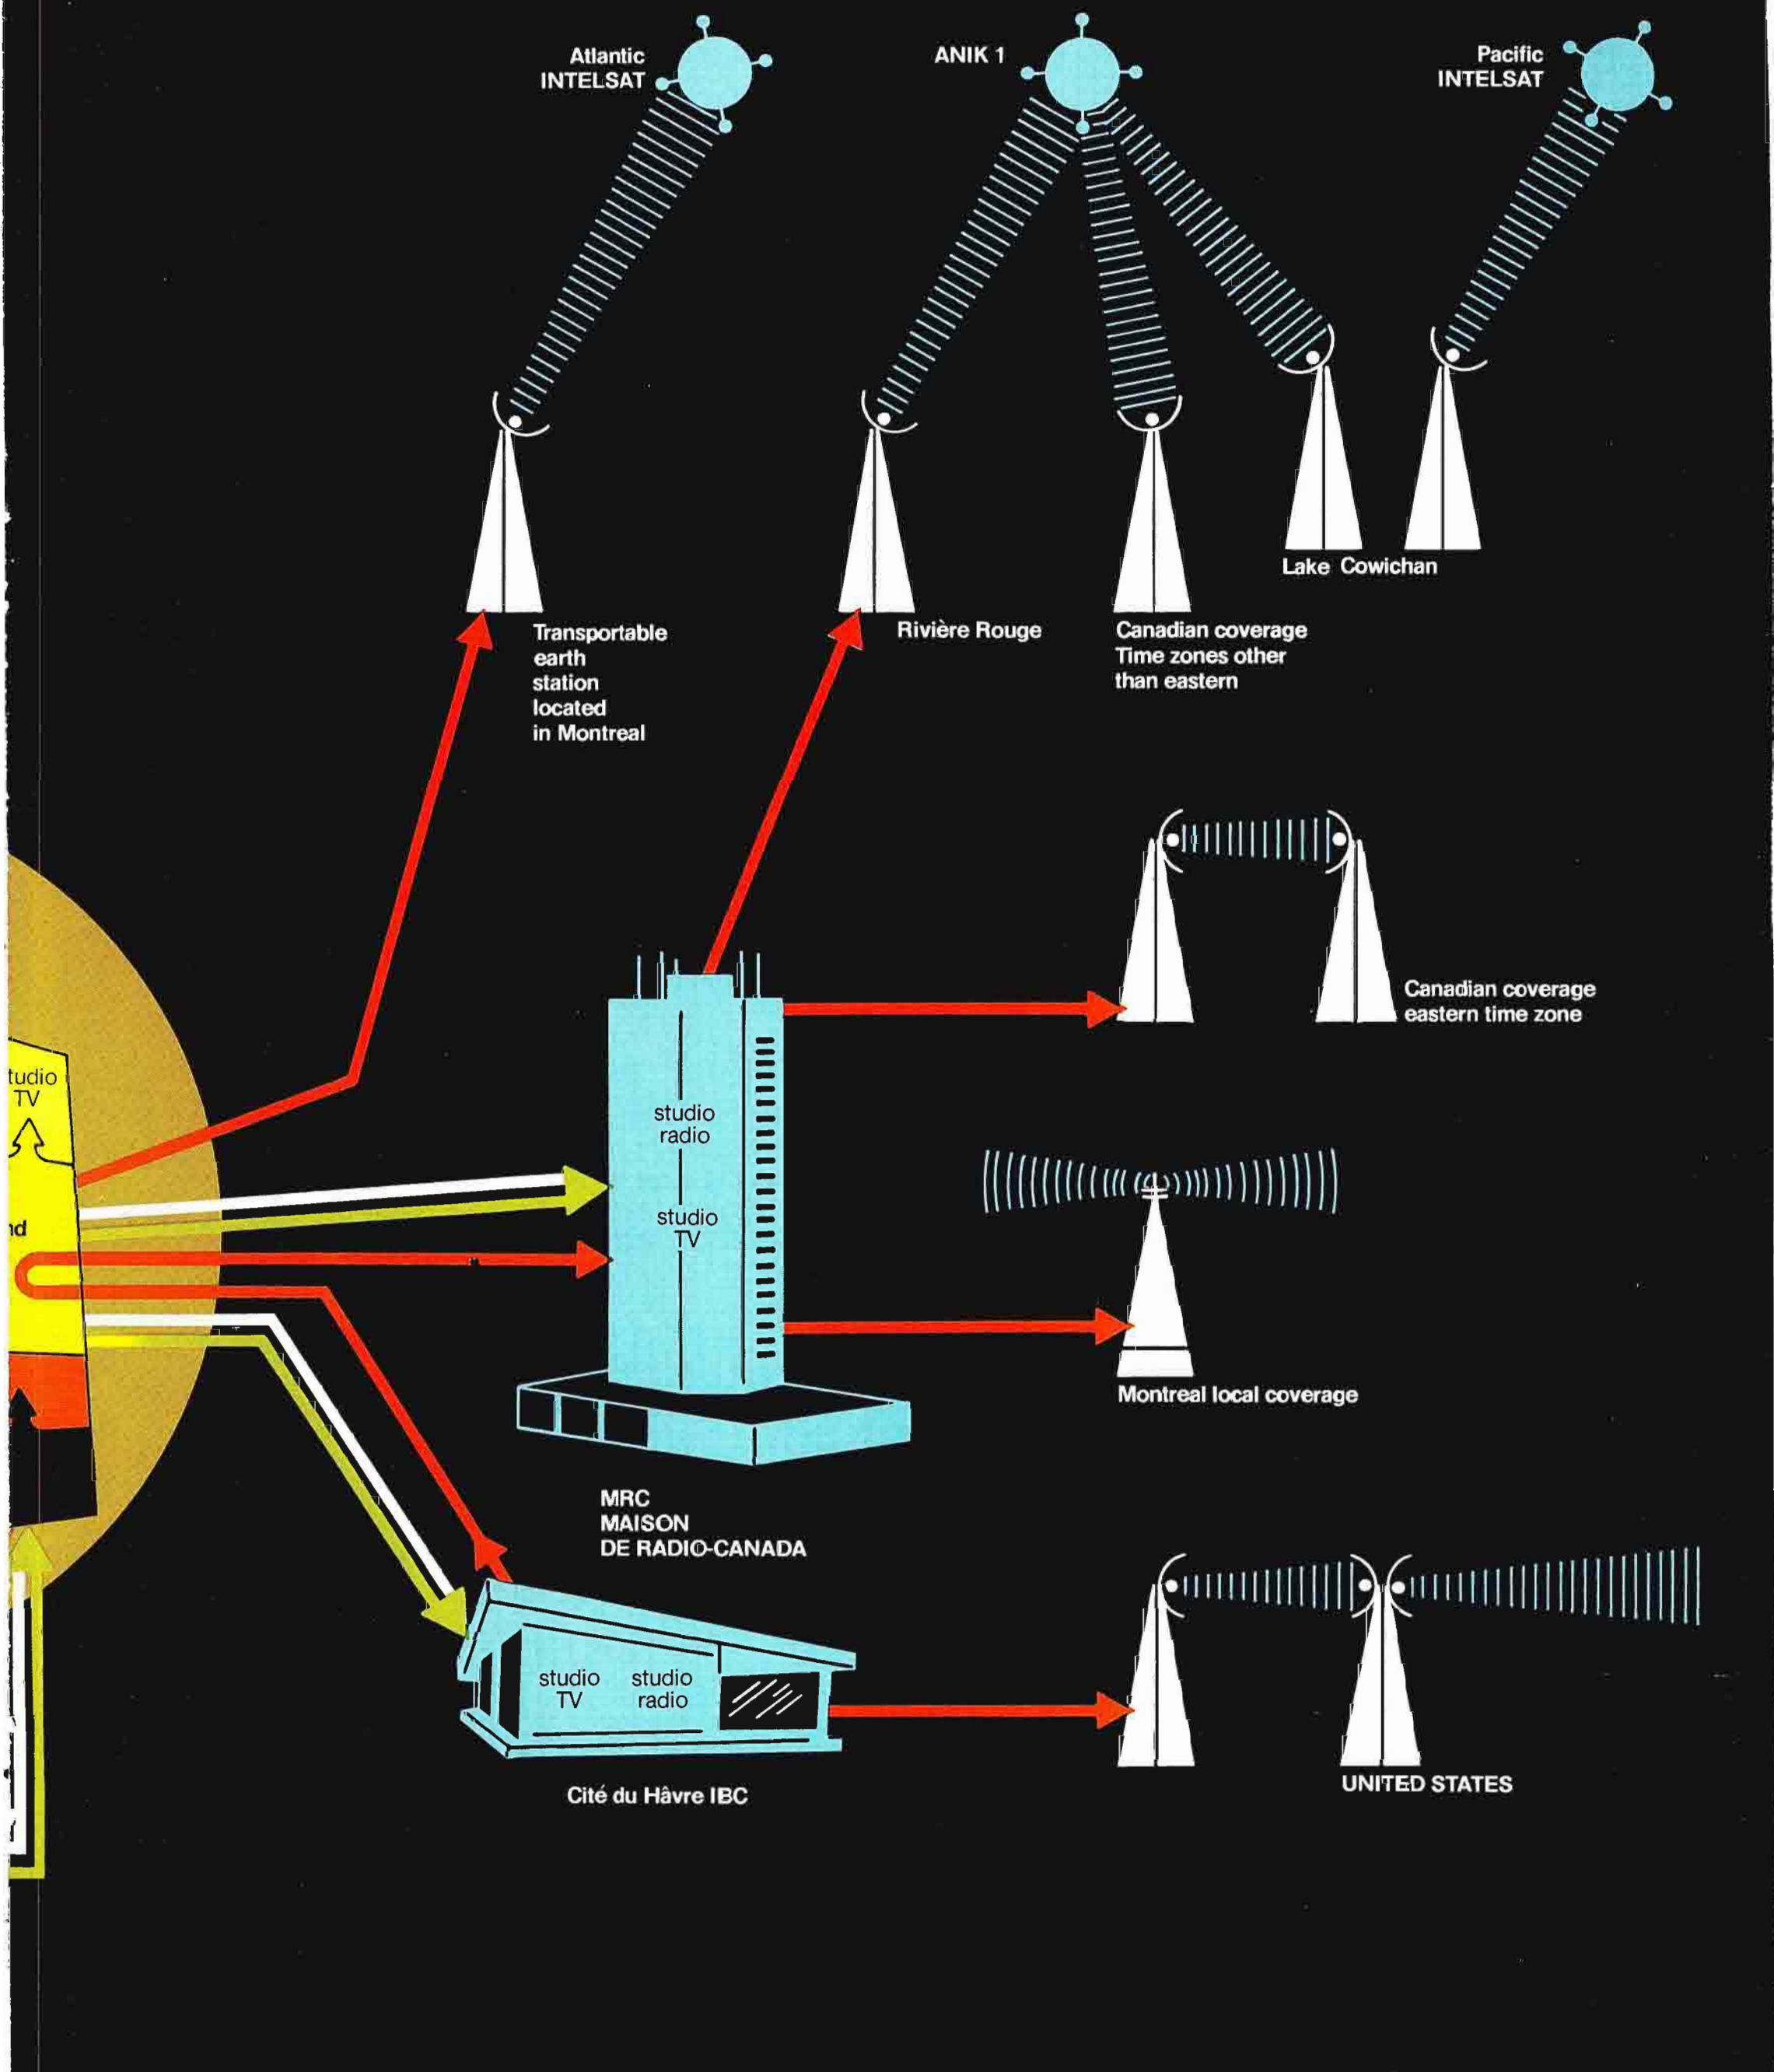 Atlantic
INTELSAT
ANIK 1
Pacific
INTELSAT
Lake Cowichan
Transportable
earth
station
located
in Montreal
Rivière Rouge
Canadian coverage
Time zones other
than eastern
Canadian coverage
eastern time zone
tudio
TV
studio
radio
studio
TV
nd
Montreal local coverage
MRC
MAISON
DE RADIO-CANADA
studio
TV
studio
radio
Cité du Hâvre IBC
UNITED STATES